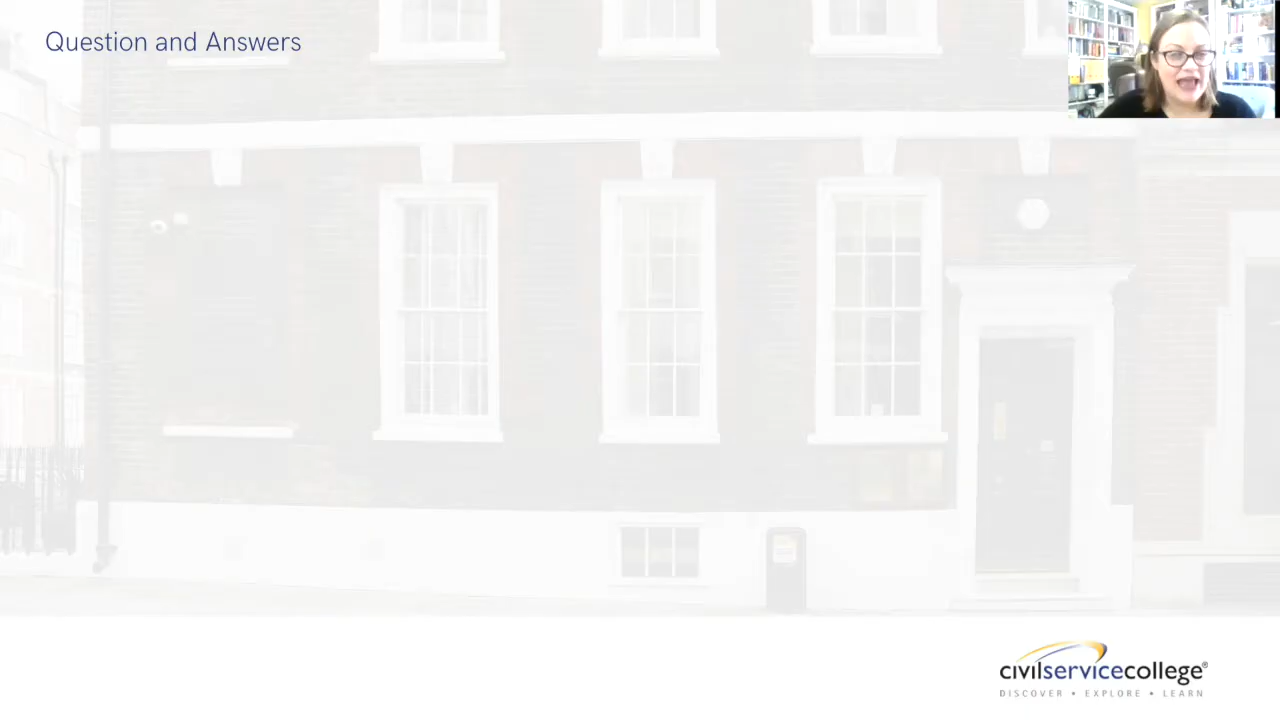 Question and Answers
civilservicecollege®
DISCOVER • EXPLORE • LEARN